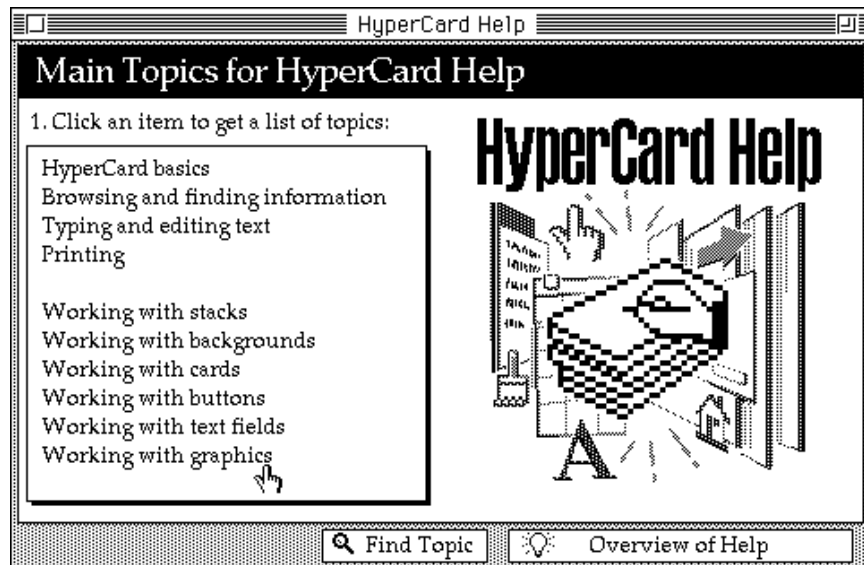 HyperCard Help
Main Topics for HyperCard Help
1. Click an item to get a list of topics:
HyperCard basics
Browsing and finding information
Typing and editing text
Printing
Working with stacks
Working with backgrounds
Working with cards
Working with buttons
Working with text fields
Working with graphics
HyperCard Help
A
Find Topic
Overview of Help